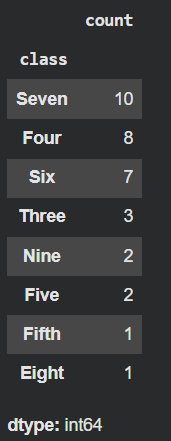 count
class
Seven 10
Four 8
Six 7
Three 3
Nine 2
Five 2
Fifth 1
Eight 1
dtype: int64